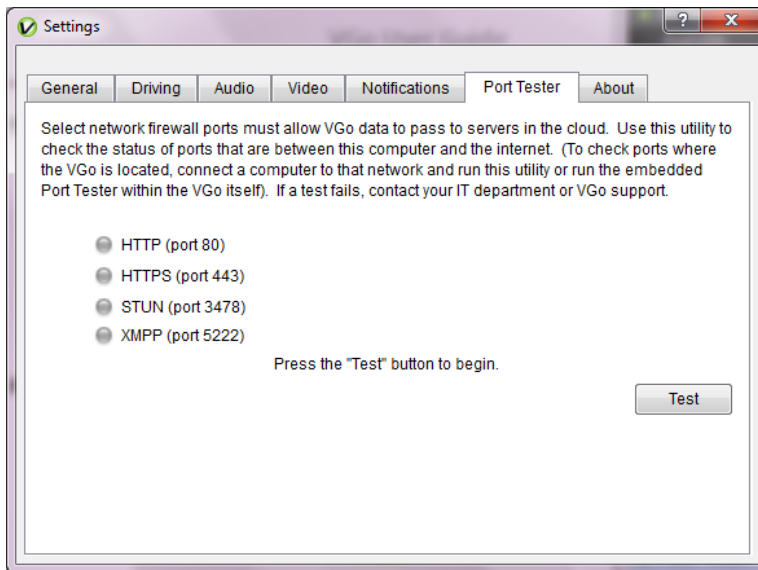 Settings
VGo User Guide
General Driving Audio Video Notifications Port Tester About
Select network firewall ports must allow VGo data to pass to servers in the cloud. Use this utility to
check the status of ports that are between this computer and the internet. (To check ports where
the VGo is located, connect a computer to that network and run this utility or run the embedded
Port Tester within the VGo itself). If a test fails, contact your IT department or VGo support.
HTTP (port 80)
HTTPS (port 443)
STUN (port 3478)
XMPP (port 5222)
Press the "Test" button to begin.
Test